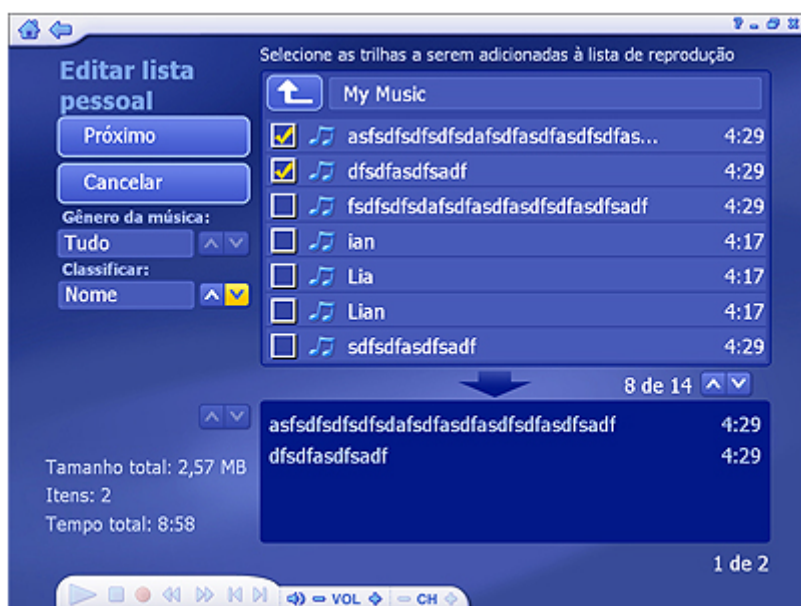 Selecione as trilhas a serem adicionadas à lista de reprodução
Editar lista
pessoal
Próximo
Cancelar
Gênero da música:
Tudo
Classificar:
Nome
My Music
asfsdfsdfsdfsdafsdfasdfasdfsdfas... 4:29
dfsdfasdfsadf 4:29
fsdfsdfsdafsdfasdfasdfsdfasdfsadf 4:29
ian 4:17
Lia 4:17
Lian 4:17
sdfsdfasdfsadf 4:29
8 de 14
asfsdfsdfsdfsdafsdfasdfasdfsdfasdfsadf 4:29
dfsdfasdfsadf 4:29
Tamanho total: 2,57 MB
Itens: 2
Tempo total: 8:58
1 de 2
VOL CH